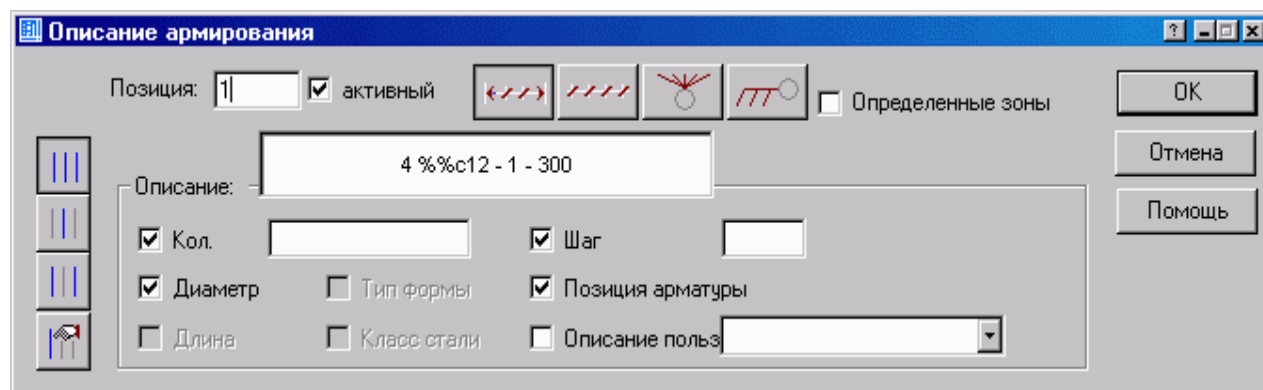 Описание армирования
Позиция: 1 активный Определенные зоны OK
4 %%c12 - 1 - 300 Отмена
Описание:
Кол. Шаг Помощь
Диаметр Тип формы Позиция арматуры
Длина Класс стали Описание польз